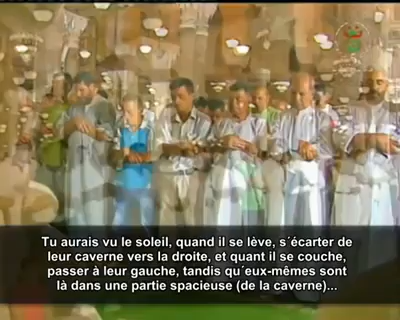 Tu aurais vu le soleil, quand il se lève, s´écarter de
leur caverne vers la droite, et quant il se couche,
passer à leur gauche, tandis qu´eux-mêmes sont
là dans une partie spacieuse (de la caverne)...